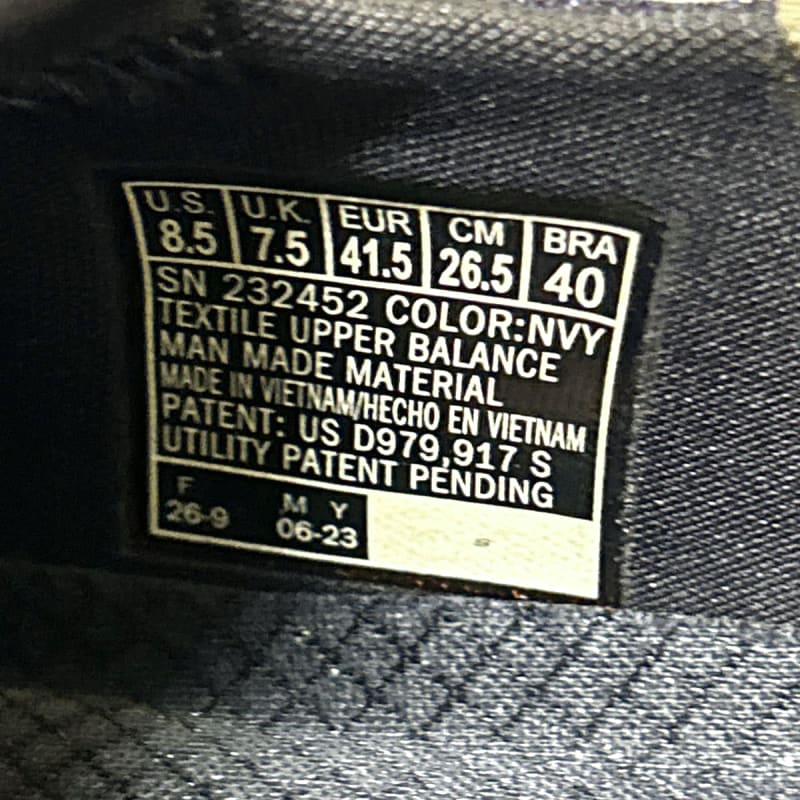 U.S. U.K. EUR CM BRA
8.5 7.5 41.5 26.5 40
SN 232452 COLOR:NVY
TEXTILE UPPER BALANCE
MAN MADE MATERIAL
MADE IN VIETNAM/HECHO EN VIETNAM
PATENT: US D979,917 S
UTILITY PATENT PENDING
F M Y
26-9 06-23